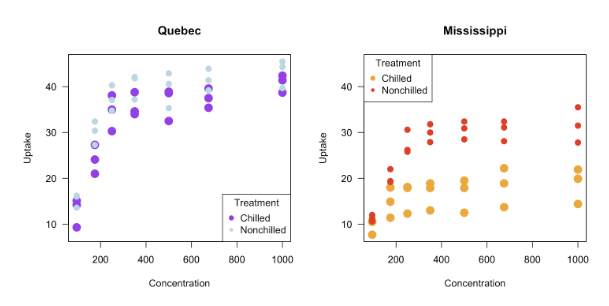 Quebec
Uptake
40
30
20
10
Treatment
Chilled
Nonchilled
200 400 600 800 1000
Concentration
Mississippi
Uptake
Treatment
Chilled
Nonchilled
40
30
20
10
200 400 600 800 1000
Concentration